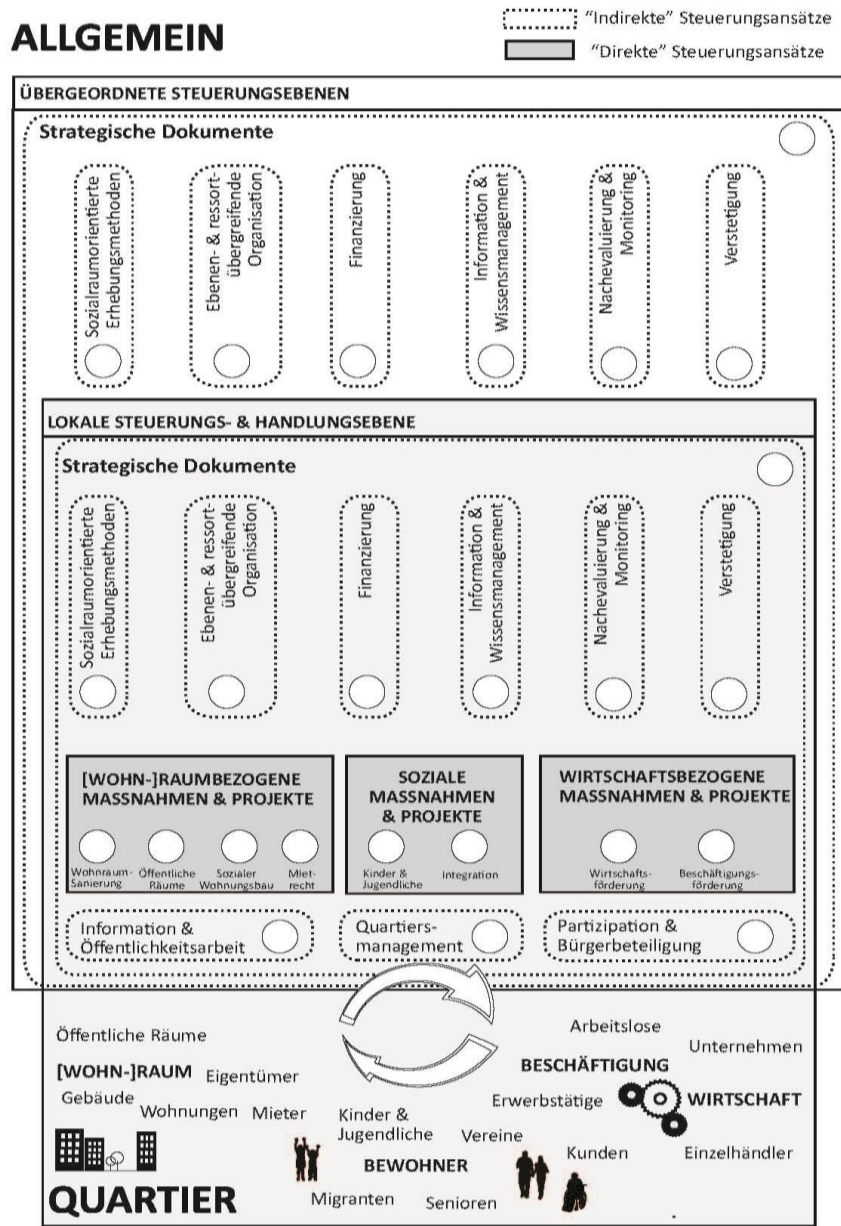 ALLGEMEIN
“Indirekte” Steuerungsansätze
“Direkte” Steuerungsansätze
ÜBERGEORDNETE STEUERUNGSEBENEN
Strategische Dokumente
Sozialraumorientierte
Erhebungsmethoden
Ebenen- & ressort-
übergreifende
Organisation
Finanzierung
Information &
Wissensmanagement
Nachevaluierung &
Monitoring
Verstetigung
LOKALE STEUERUNGS- & HANDLUNGSEBENE
Strategische Dokumente
Sozialraumorientierte
Erhebungsmethoden
Ebenen- & ressort-
übergreifende
Organisation
Finanzierung
Information &
Wissensmanagement
Nachevaluierung &
Monitoring
Verstetigung
[WOHN-]RAUMBEZOGENE
MASSNAHMEN & PROJEKTE
Wohnraum-
Sanierung
Öffentliche
Räume
Sozialer
Wohnungsbau
Miet-
recht
SOZIALE
MASSNAHMEN
& PROJEKTE
Kinder &
Jugendliche
Integration
WIRTSCHAFTSBEZOGENE
MASSNAHMEN & PROJEKTE
Wirtschafts-
förderung
Beschäftigungs-
förderung
Information &
Öffentlichkeitsarbeit
Quartiers-
management
Partizipation &
Bürgerbeteiligung
Öffentliche Räume
Arbeitslose
Unternehmen
[WOHN-]RAUM
Eigentümer
BESCHÄFTIGUNG
Gebäude
Wohnungen
Mieter
Kinder &
Jugendliche
Vereine
Erwerbstätige
WIRTSCHAFT
Kunden
Einzelhändler
BEWOHNER
QUARTIER
Migranten
Senioren